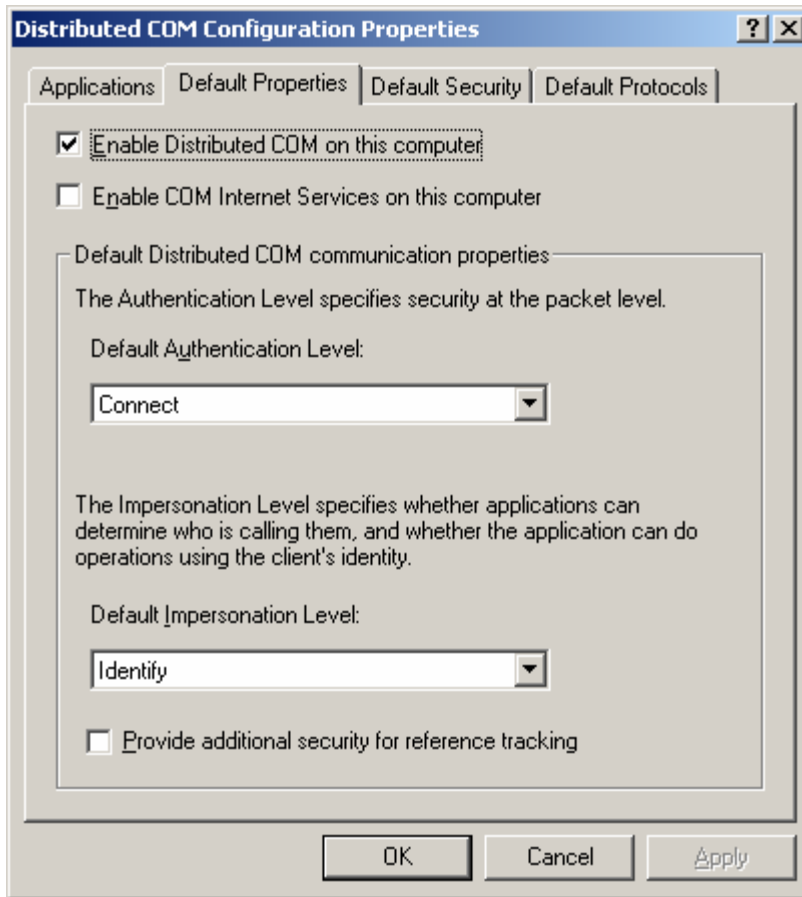 Distributed COM Configuration Properties
Applications Default Properties Default Security Default Protocols
Enable Distributed COM on this computer
Enable COM Internet Services on this computer
Default Distributed COM communication properties
The Authentication Level specifies security at the packet level.
Default Authentication Level:
Connect
The Impersonation Level specifies whether applications can
determine who is calling them, and whether the application can do
operations using the client's identity.
Default Impersonation Level:
Identify
Provide additional security for reference tracking
OK Cancel Apply